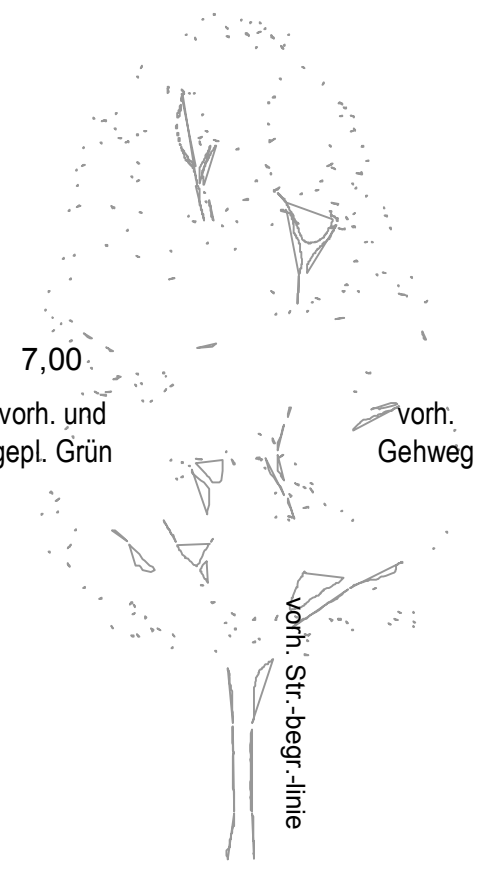 7,00
vorh. und
gepl. Grün
vorh.
Gehweg
vorh. Str.-begr.-linie